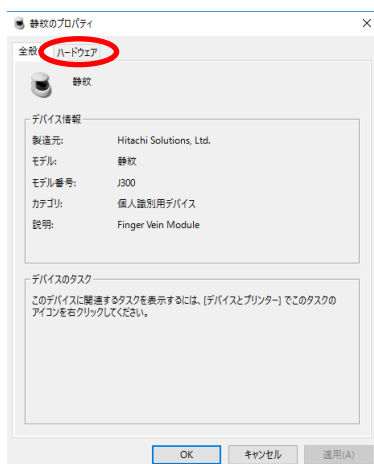 静紋のプロパティ
全般
ハードウェア
静紋
デバイス情報
製造元: Hitachi Solutions, Ltd.
モデル: 静紋
モデル番号: J300
カテゴリ: 個人識別用デバイス
説明: Finger Vein Module
デバイスのタスク
このデバイスに関連するタスクを表示するには、[デバイスとプリンター] でこのタスクの
アイコンを右クリックしてください。
OK キャンセル 適用(A)